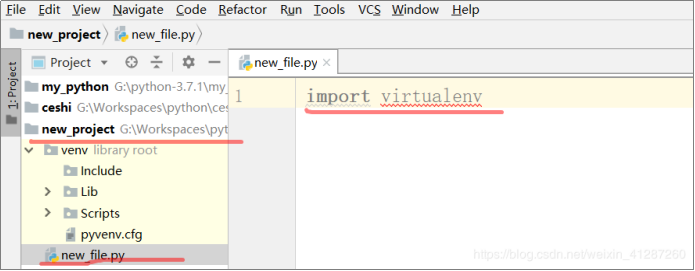 File Edit View Navigate Code Refactor Run Tools VCS Window Help
new_project new_file.py
1: Project
Project
new_file.py
my_python G:\python-3.7.1\my_
ceshi G:\Workspaces\python\ces
new_project G:\Workspaces\pyt
venv library root
Include
Lib
Scripts
pyvenv.cfg
new_file.py
1 import virtualenv
https://blog.csdn.net/weixin_41287260